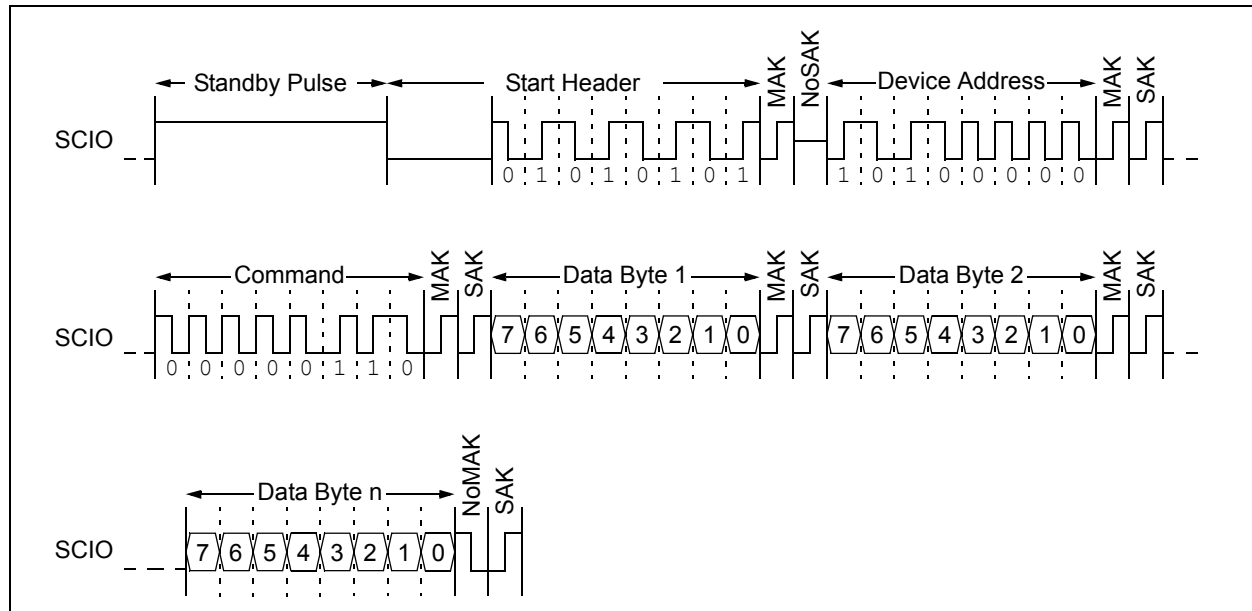 Standby Pulse Start Header MAK NoSAK Device Address MAK SAK
SCIO
0 1 0 1 0 1 0 1 1 0 1 0 0 0 0 0
Command MAK SAK Data Byte 1 MAK SAK Data Byte 2 MAK SAK
SCIO 7 6 5 4 3 2 1 0 7 6 5 4 3 2 1 0
0 0 0 0 0 1 1 0
Data Byte n NoMAK SAK
SCIO 7 6 5 4 3 2 1 0